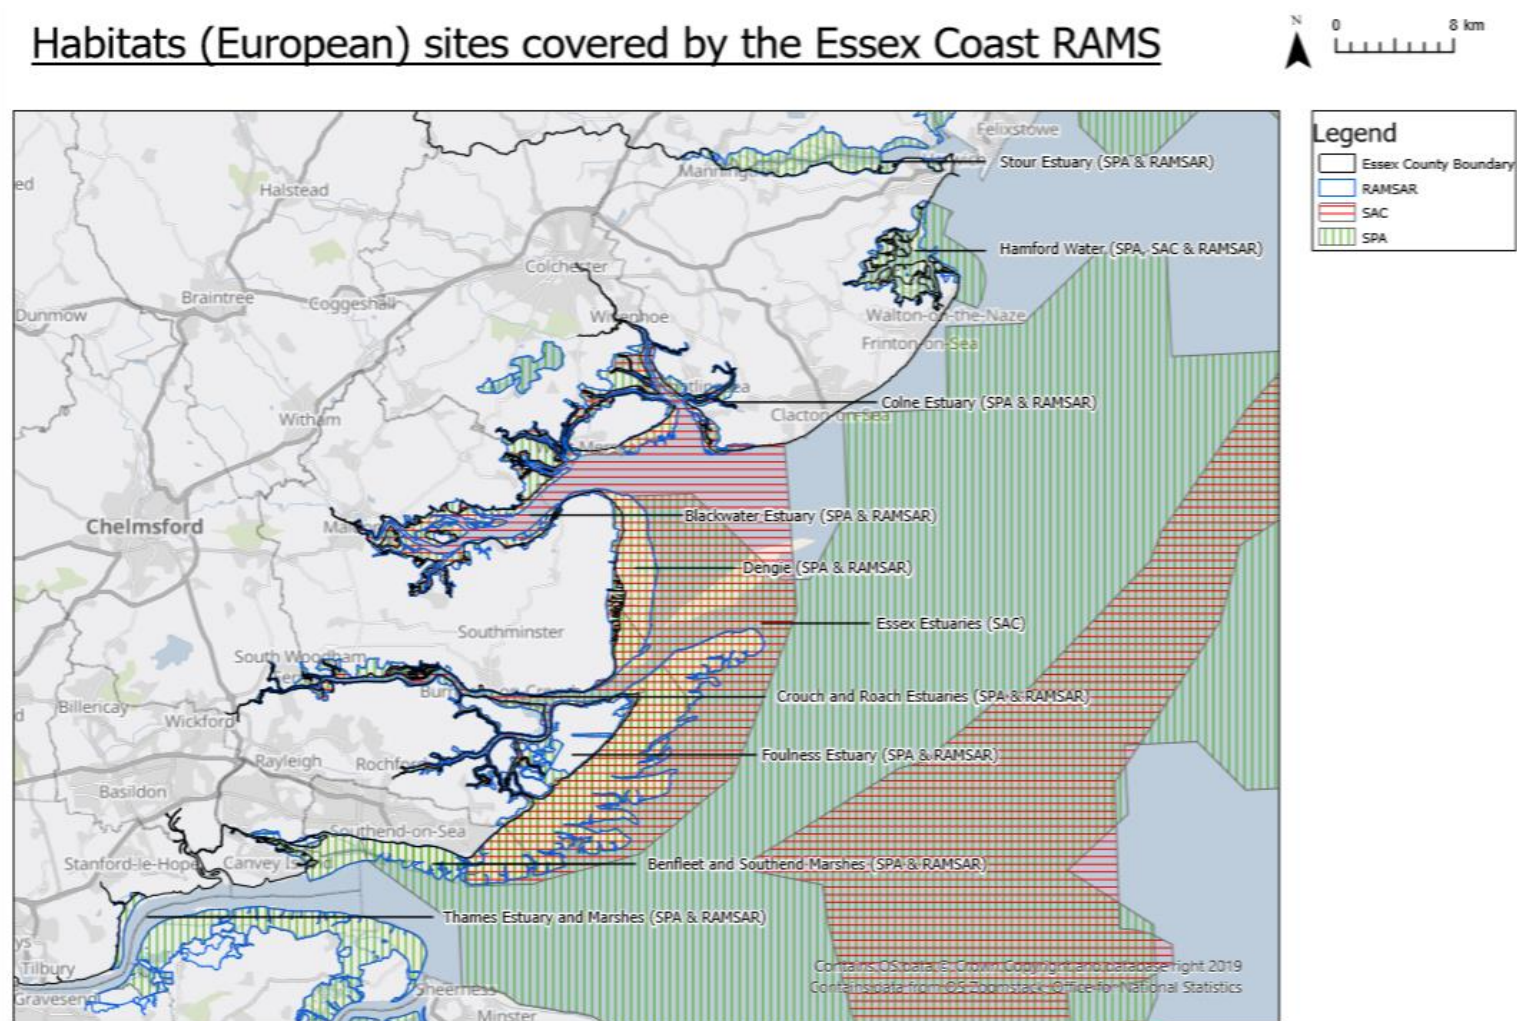 Habitats (European) sites covered by the Essex Coast RAMS
N
0 8 km
Legend
Essex County Boundary
RAMSAR
SAC
SPA
Felixstowe
Stour Estuary (SPA & RAMSAR)
Halstead
Hamford Water (SPA, SAC & RAMSAR)
Colchester
Braintree
Coggeshall
Dunmow
Wivenhoe
Walton-on-the-Naze
Frinton-on-Sea
Colne Estuary (SPA & RAMSAR)
Clacton-on-Sea
Witham
Blackwater Estuary (SPA & RAMSAR)
Chelmsford
Dengie (SPA & RAMSAR)
Essex Estuaries (SAC)
Southminster
South Woodham
Crouch and Roach Estuaries (SPA & RAMSAR)
Billericay
Wickford
Foulness Estuary (SPA & RAMSAR)
Rayleigh
Basildon
Southend-on-Sea
Stanford-le-Hope
Canvey Island
Benfleet and Southend Marshes (SPA & RAMSAR)
Thames Estuary and Marshes (SPA & RAMSAR)
Tilbury
Gravesend
Sheerness
Minster
Contains OS data © Crown Copyright and database right 2019
Contains data from OS Zoomstack, Office for National Statistics